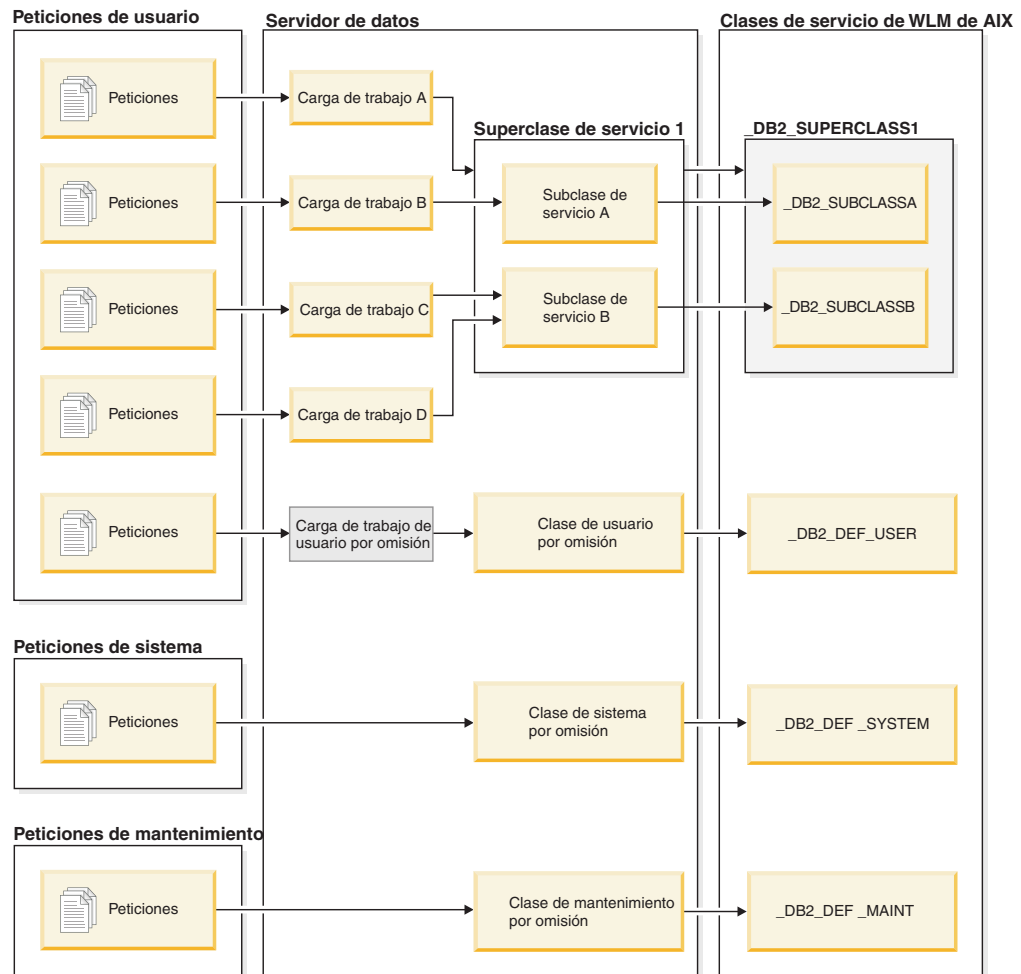 Peticiones de usuario
Servidor de datos
Clases de servicio de WLM de AIX
Peticiones
Carga de trabajo A
Superclase de servicio 1
_DB2_SUPERCLASS1
Peticiones
Carga de trabajo B
Subclase de
servicio A
_DB2_SUBCLASSA
Peticiones
Carga de trabajo C
Subclase de
servicio B
_DB2_SUBCLASSB
Peticiones
Carga de trabajo D
Peticiones
Carga de trabajo de
usuario por omisión
Clase de usuario
por omisión
_DB2_DEF_USER
Peticiones de sistema
Peticiones
Clase de sistema
por omisión
_DB2_DEF _SYSTEM
Peticiones de mantenimiento
Peticiones
Clase de mantenimiento
por omisión
_DB2_DEF _MAINT